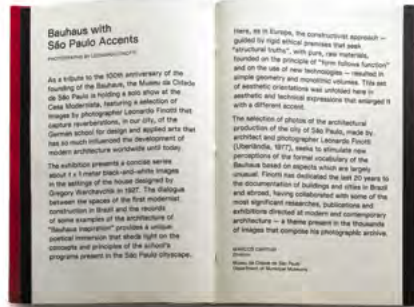 Bauhaus with
São Paulo Accents
PHOTOGRAPHS BY LEONARDO FINOTTI
As a tribute to the 100th anniversary of the
founding of the Bauhaus, the Museu da Cidade
de São Paulo is holding a solo show at the
Casa Modernista, featuring a selection of
images by photographer Leonardo Finotti that
capture reverberations, in our city, of the
German school for design and applied arts that
has so much influenced the development of
modern architecture worldwide until today.
The exhibition presents a concise series
about 1 x 1 meter black-and-white images
in the settings of the house designed by
Gregory Warchavchik in 1927. The dialogue
between the spaces of the first modernist
construction in Brazil and the records
of some examples of the architecture of
"Bauhaus inspiration" provides a unique
poetical immersion that sheds light on the
concepts and principles of the school's
programs present in the São Paulo cityscape.
Here, as in Europe, the constructivist approach –
guided by rigid ethical premises that seek
"structural truths", with pure, raw materials,
founded on the principle of "form follows function"
and on the use of new technologies – resulted in
simple geometry and monolithic volumes. This set
of aesthetic orientations was unfolded here in
aesthetic and technical expressions that enlarged it
with a different accent.
The selection of photos of the architectural
production of the city of São Paulo, made by
architect and photographer Leonardo Finotti
(Uberlândia, 1977), seeks to stimulate new
perceptions of the formal vocabulary of the
Bauhaus based on aspects which are largely
unusual. Finotti has dedicated the last 20 years to
the documentation of buildings and cities in Brazil
and abroad, having collaborated with some of the
most significant researches, publications and
exhibitions directed at modern and contemporary
architecture – a theme present in the thousands
of images that compose his photographic archive.
MARCOS CARTUM
Director
Museu da Cidade de São Paulo
Department of Municipal Museums